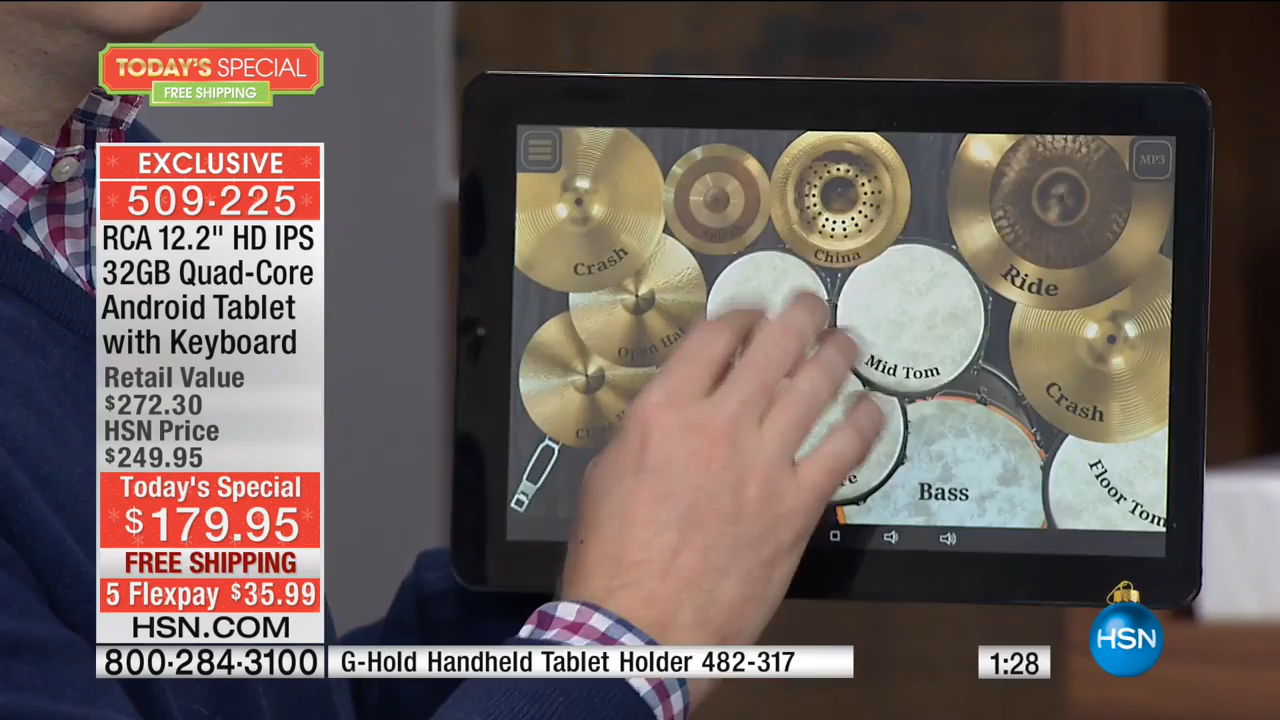 TODAY'S SPECIAL
FREE SHIPPING
EXCLUSIVE
509-225
RCA 12.2" HD IPS
32GB Quad-Core
Android Tablet
with Keyboard
Retail Value
$272.30
HSN Price
$249.95
Today's Special
$179.95
FREE SHIPPING
5 Flexpay $35.99
HSN.COM
800-284-3100
G-Hold Handheld Tablet Holder 482-317
1:28
HSN
MP3
Crash
China
Ride
Open Hat
Mid Tom
Crash
Bass
Floor Tom